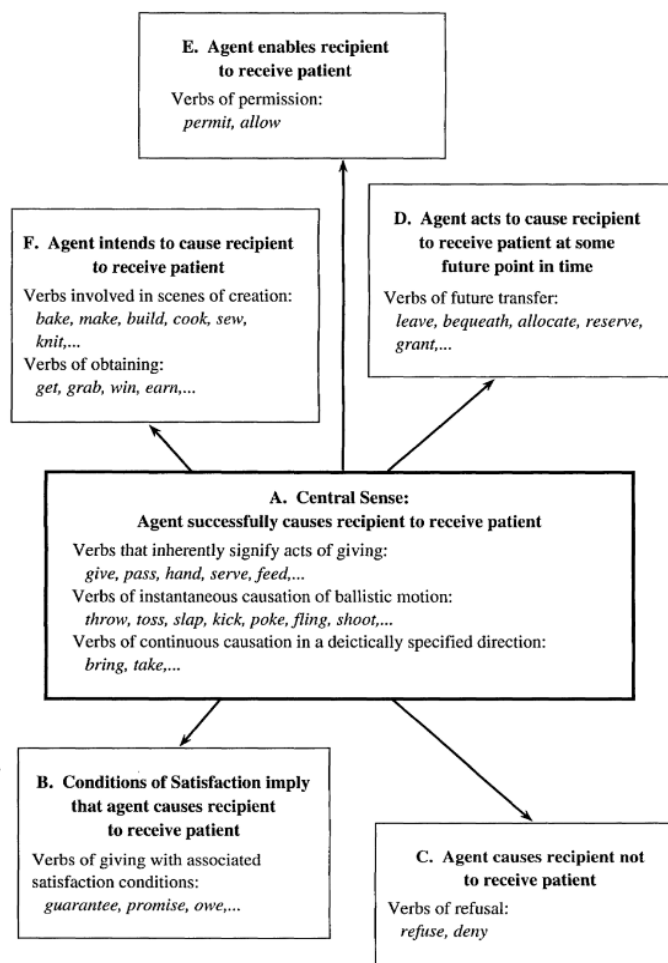 E. Agent enables recipient
to receive patient
Verbs of permission:
permit, allow
F. Agent intends to cause recipient
to receive patient
Verbs involved in scenes of creation:
bake, make, build, cook, sew,
knit,...
Verbs of obtaining:
get, grab, win, earn,...
D. Agent acts to cause recipient
to receive patient at some
future point in time
Verbs of future transfer:
leave, bequeath, allocate, reserve,
grant,...
A. Central Sense:
Agent successfully causes recipient to receive patient
Verbs that inherently signify acts of giving:
give, pass, hand, serve, feed,...
Verbs of instantaneous causation of ballistic motion:
throw, toss, slap, kick, poke, fling, shoot,...
Verbs of continuous causation in a deictically specified direction:
bring, take,...
B. Conditions of Satisfaction imply
that agent causes recipient
to receive patient
Verbs of giving with associated
satisfaction conditions:
guarantee, promise, owe,...
C. Agent causes recipient not
to receive patient
Verbs of refusal:
refuse, deny